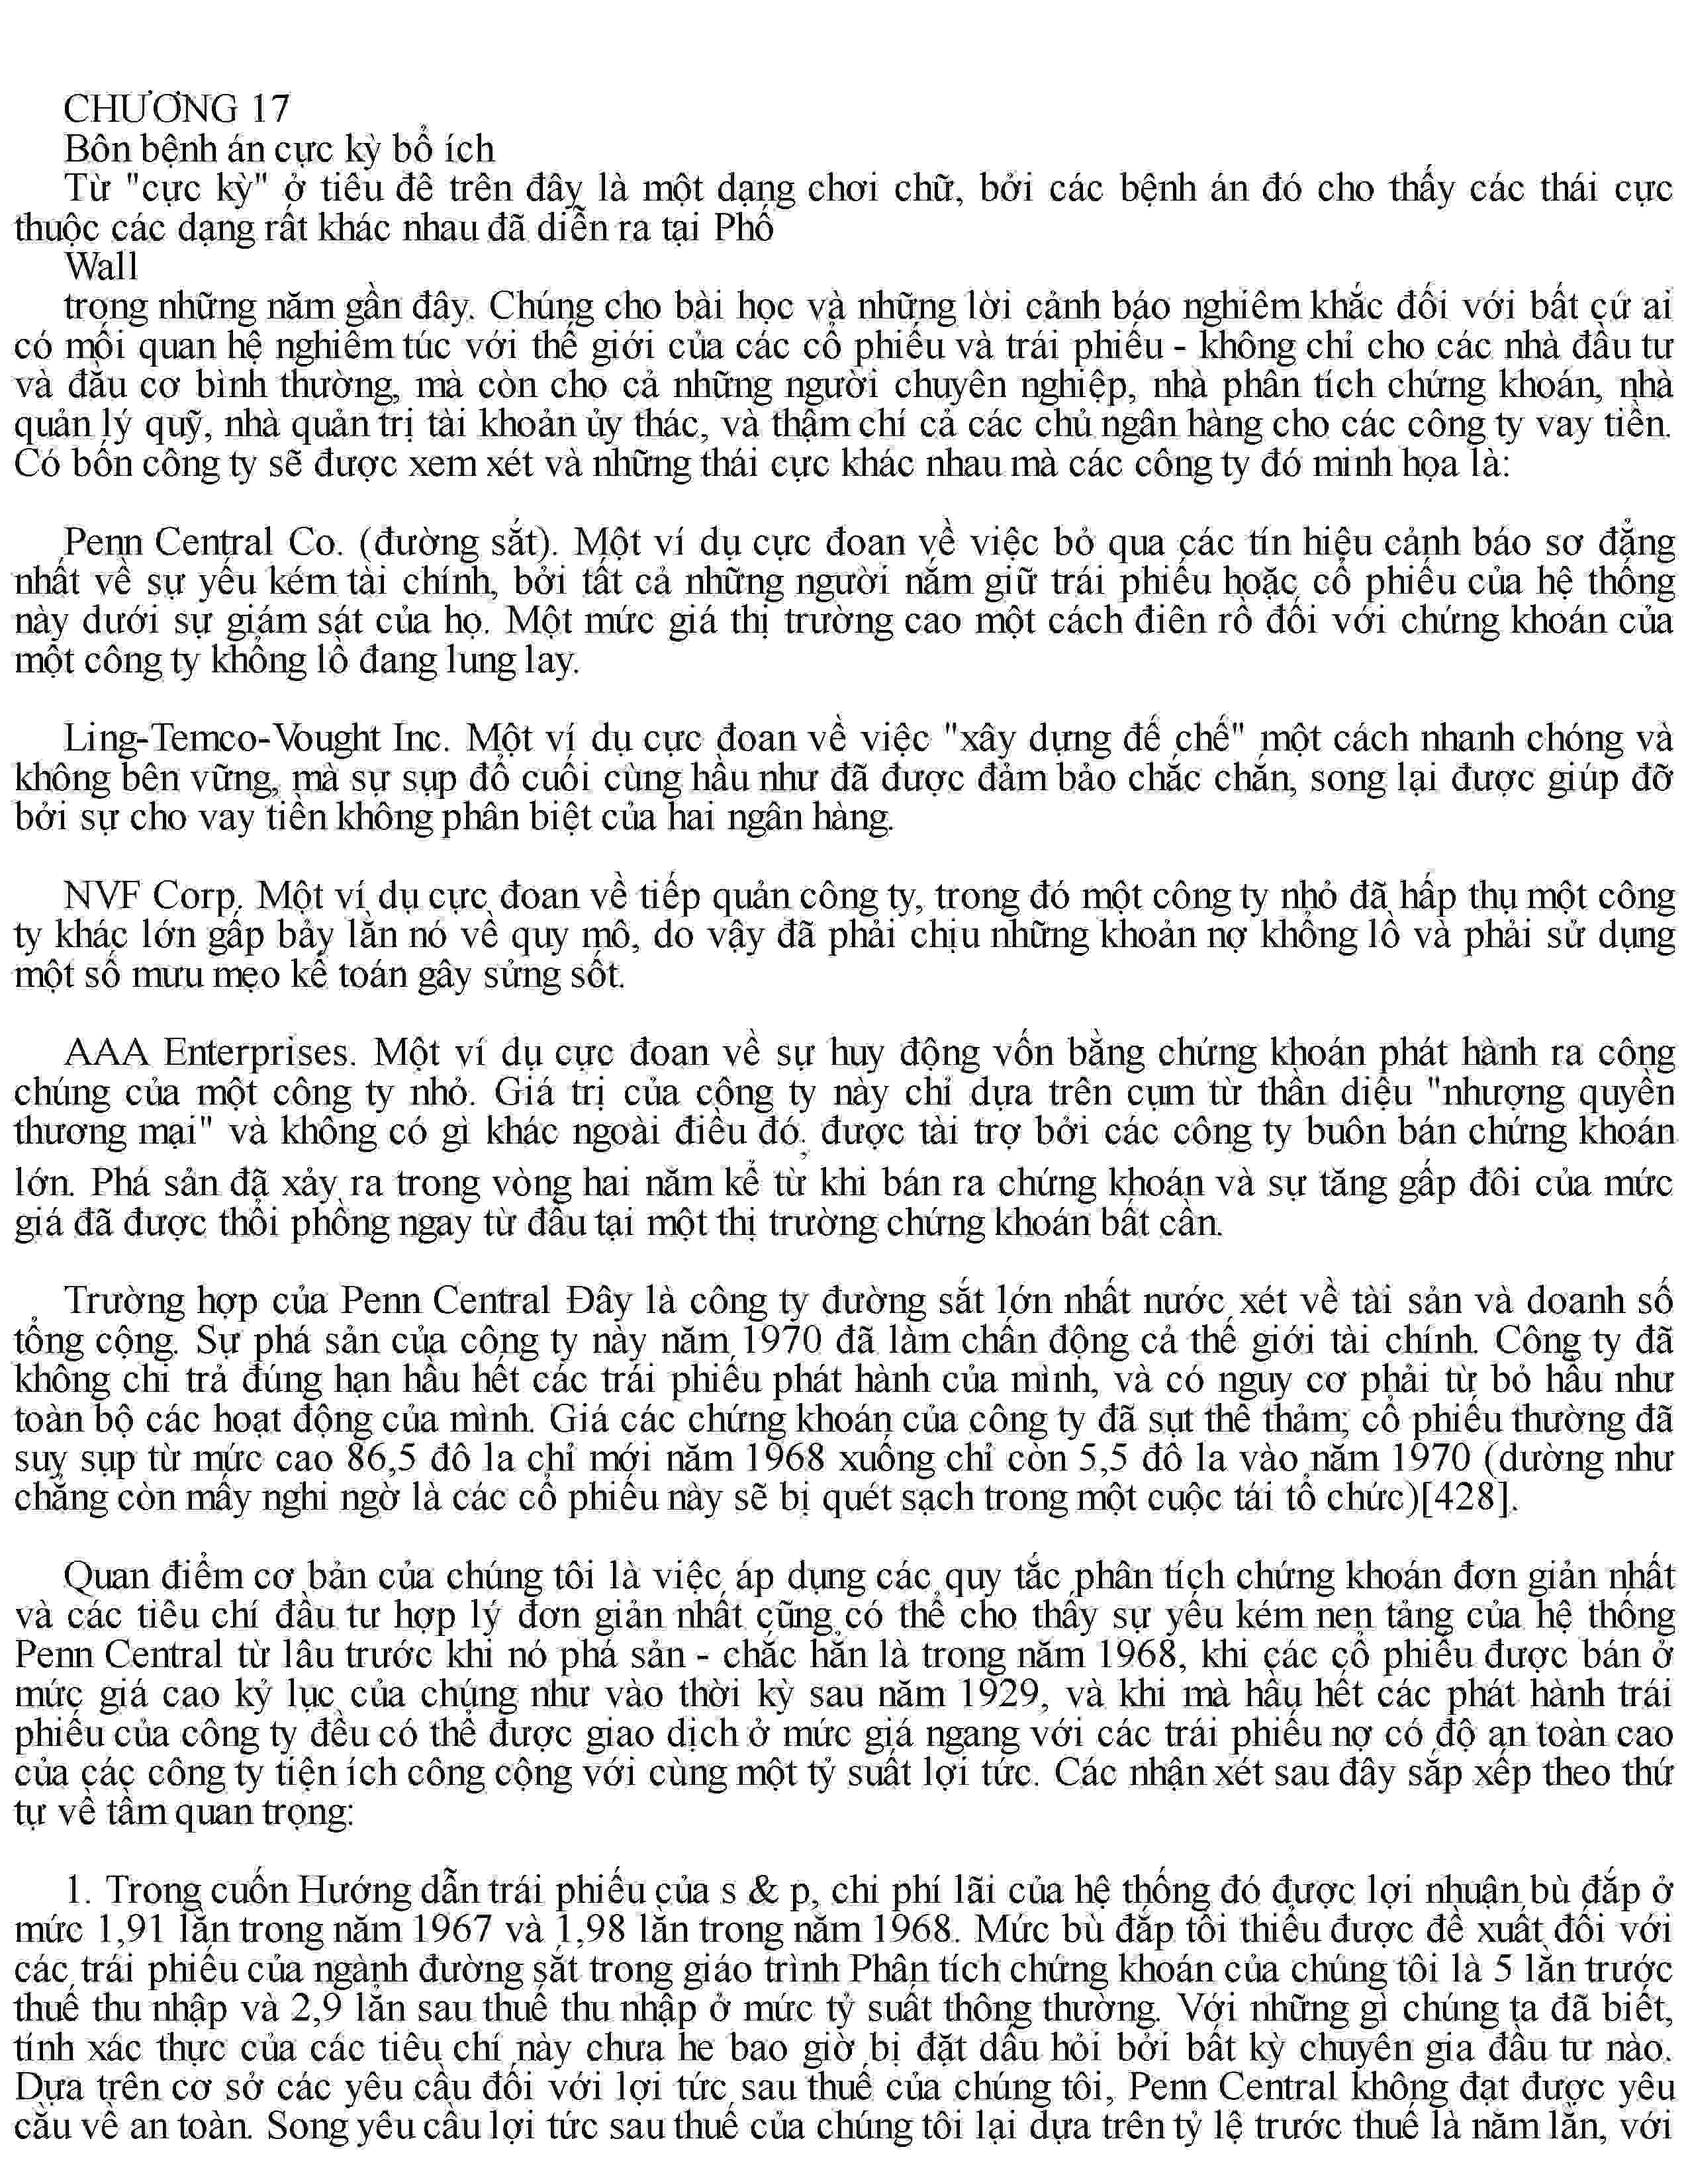 CHƯƠNG 17
Bôn bệnh án cực kỳ bổ ích
Từ "cực kỳ" ở tiêu đê trên đây là một dạng chơi chữ, bởi các bệnh án đó cho thấy các thái cực
thuộc các dạng rất khác nhau đã diễn ra tại Phố
Wall
trong những năm gần đây. Chúng cho bài học và những lời cảnh báo nghiêm khắc đối với bất cứ ai
có mối quan hệ nghiêm túc với thế giới của các cổ phiếu và trái phiếu - không chỉ cho các nhà đầu tư
và đầu cơ bình thường, mà còn cho cả những người chuyên nghiệp, nhà phân tích chứng khoán, nhà
quản lý quỹ, nhà quản trị tài khoản ủy thác, và thậm chí cả các chủ ngân hàng cho các công ty vay tiền.
Có bốn công ty sẽ được xem xét và những thái cực khác nhau mà các công ty đó minh họa là:
Penn Central Co. (đường sắt). Một ví dụ cực đoan về việc bỏ qua các tín hiệu cảnh báo sơ đẳng
nhất về sự yếu kém tài chính, bởi tất cả những người nắm giữ trái phiếu hoặc cổ phiếu của hệ thống
này dưới sự giám sát của họ. Một mức giá thị trường cao một cách điên rồ đối với chứng khoán của
một công ty khổng lồ đang lung lay.
Ling-Temco-Vought Inc. Một ví dụ cực đoan về việc "xây dựng đế chế" một cách nhanh chóng và
không bền vững, mà sự sụp đổ cuối cùng hầu như đã được đảm bảo chắc chắn, song lại được giúp đỡ
bởi sự cho vay tiền không phân biệt của hai ngân hàng.
NVF Corp. Một ví dụ cực đoan về tiếp quản công ty, trong đó một công ty nhỏ đã hấp thụ một công
ty khác lớn gấp bảy lần nó về quy mô, do vậy đã phải chịu những khoản nợ khổng lồ và phải sử dụng
một số mưu mẹo kế toán gây sửng sốt.
AAA Enterprises. Một ví dụ cực đoan về sự huy động vốn bằng chứng khoán phát hành ra công
chúng của một công ty nhỏ. Giá trị của công ty này chỉ dựa trên cụm từ thần diệu "nhượng quyền
thương mại" và không có gì khác ngoài điều đó; được tài trợ bởi các công ty buôn bán chứng khoán
lớn. Phá sản đã xảy ra trong vòng hai năm kể từ khi bán ra chứng khoán và sự tăng gấp đôi của mức
giá đã được thổi phồng ngay từ đầu tại một thị trường chứng khoán bất cẩn.
Trường hợp của Penn Central Đây là công ty đường sắt lớn nhất nước xét về tài sản và doanh số
tổng cộng. Sự phá sản của công ty này năm 1970 đã làm chấn động cả thế giới tài chính. Công ty đã
không chi trả đúng hạn hầu hết các trái phiếu phát hành của mình, và có nguy cơ phải từ bỏ hầu như
toàn bộ các hoạt động của mình. Giá các chứng khoán của công ty đã sụt thê thảm; cổ phiếu thường đã
suy sụp từ mức cao 86,5 đô la chỉ mới năm 1968 xuống chỉ còn 5,5 đô la vào năm 1970 (dường như
chẳng còn mấy nghi ngờ là các cổ phiếu này sẽ bị quét sạch trong một cuộc tái tổ chức)[428].
Quan điểm cơ bản của chúng tôi là việc áp dụng các quy tắc phân tích chứng khoán đơn giản nhất
và các tiêu chí đầu tư hợp lý đơn giản nhất cũng có thể cho thấy sự yếu kém nen tảng của hệ thống
Penn Central từ lâu trước khi nó phá sản - chắc hẳn là trong năm 1968, khi các cổ phiếu được bán ở
mức giá cao kỷ lục của chúng như vào thời kỳ sau năm 1929, và khi mà hầu hết các phát hành trái
phiếu của công ty đều có thể được giao dịch ở mức giá ngang với các trái phiếu nợ có độ an toàn cao
của các công ty tiện ích công cộng với cùng một tỷ suất lợi tức. Các nhận xét sau đây sắp xếp theo thứ
tự về tầm quan trọng:
1. Trong cuốn Hướng dẫn trái phiếu của s & p, chi phí lãi của hệ thống đó được lợi nhuận bù đắp ở
mức 1,91 lần trong năm 1967 và 1,98 lần trong năm 1968. Mức bù đắp tối thiểu được đề xuất đối với
các trái phiếu của ngành đường sắt trong giáo trình Phân tích chứng khoán của chúng tôi là 5 lần trước
thuế thu nhập và 2,9 lần sau thuế thu nhập ở mức tỷ suất thông thường. Với những gì chúng ta đã biết,
tính xác thực của các tiêu chí này chưa he bao giờ bị đặt dấu hỏi bởi bất kỳ chuyên gia đầu tư nào.
Dựa trên cơ sở các yêu cầu đối với lợi tức sau thuế của chúng tôi, Penn Central không đạt được yêu
cầu về an toàn. Song yêu cầu lợi tức sau thuế của chúng tôi lại dựa trên tỷ lệ trước thuế là năm lần, với